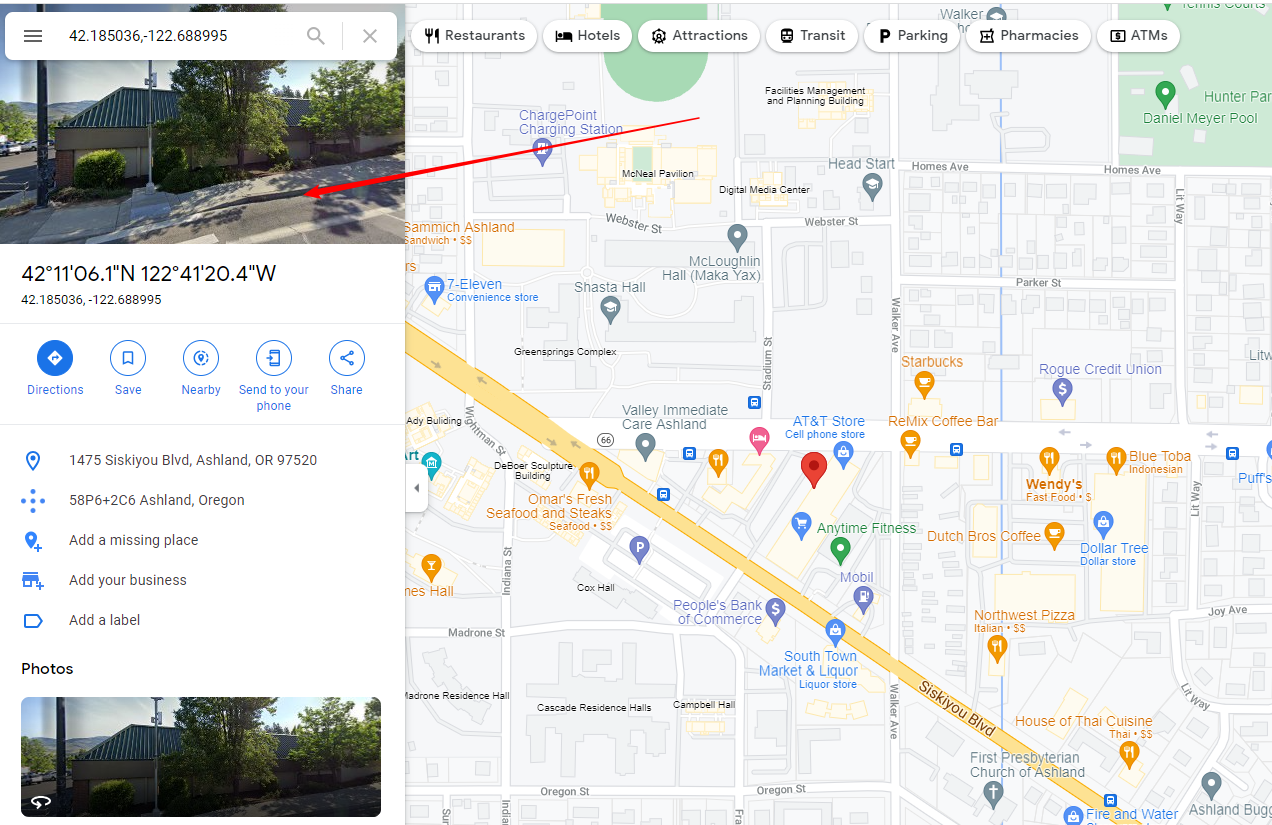 42.185036,-122.688995
42°11'06.1"N 122°41'20.4"W
42.185036, -122.688995
Directions
Save
Nearby
Send to your
phone
Share
1475 Siskiyou Blvd, Ashland, OR 97520
58P6+2C6 Ashland, Oregon
Add a missing place
Add your business
Add a label
Photos
Restaurants
Hotels
Attractions
Transit
Parking
Pharmacies
ATMs
Walker
Tennis Courts
Facilities Management
and Planning Building
Hunter Par
Daniel Meyer Pool
ChargePoint
Charging Station
McNeal Pavilion
Head Start
Homes Ave
Homes Ave
Digital Media Center
Lit Way
Webster St
Webster St
Sammich Ashland
Sandwich • $$
rs
McLoughlin
Hall (Maka Yax)
7-Eleven
Convenience store
Shasta Hall
Parker St
Walker Ave
Stadium St
Greensprings Complex
Starbucks
Rogue Credit Union
Litw
Valley Immediate
Care Ashland
AT&T Store
Cell phone store
ReMix Coffee Bar
Ady Building
Wightman St
66
Art
DeBoer Sculpture
Building
Blue Toba
Indonesian
Wendy's
Fast Food • $
Puff's
Lit Way
Omar's Fresh
Seafood and Steaks
Seafood • $$
Anytime Fitness
Dutch Bros Coffee
Dollar Tree
Dollar store
Indiana St
P
Cox Hall
Mobil
nes Hall
People's Bank
of Commerce
Northwest Pizza
Italian • $$
Joy Ave
Madrone St
South Town
Market & Liquor
Liquor store
Siskiyou Blvd
Lit Way
Madrone Residence Hall
Cascade Residence Halls
Campbell Hall
Walker Ave
House of Thai Cuisine
Thai • $$
First Presbyterian
Church of Ashland
Oregon St
Oregon St
Ashland Bugg
Fire and Water